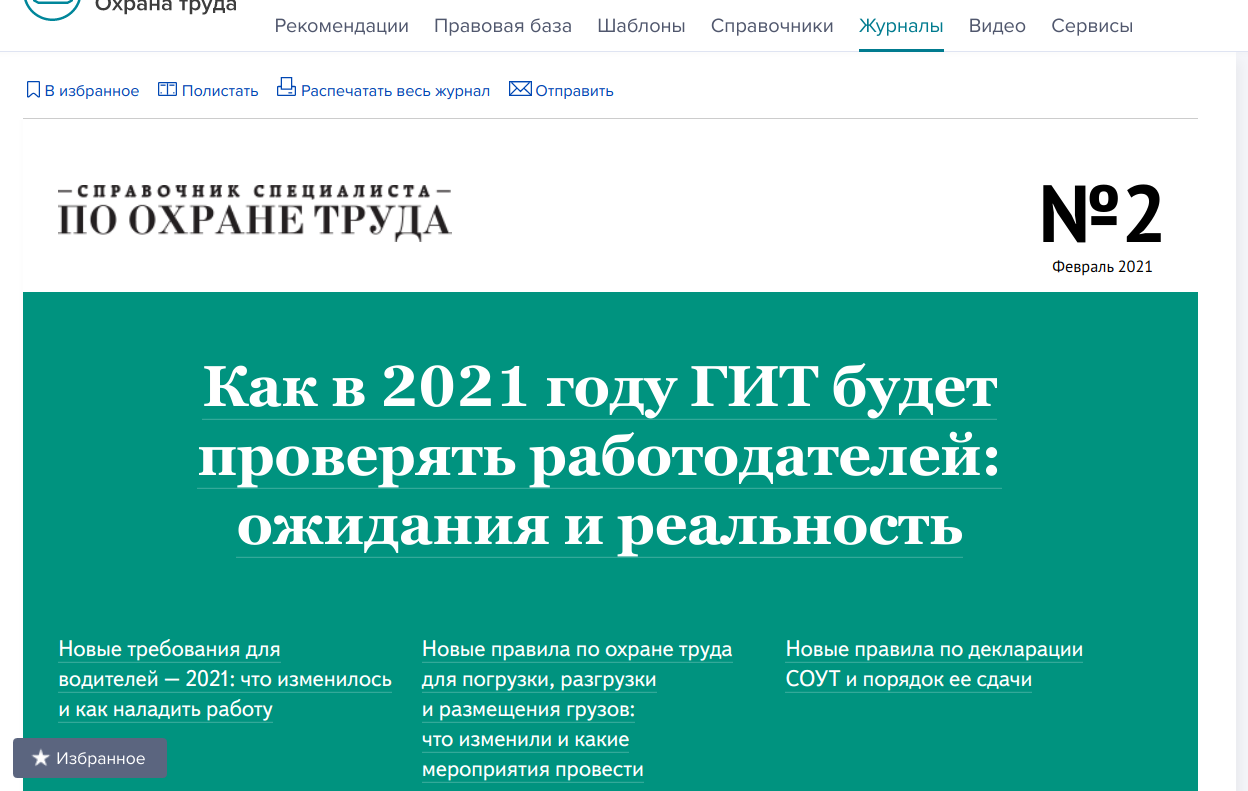 Охрана труда
Рекомендации Правовая база Шаблоны Справочники Журналы Видео Сервисы
В избранное Полистать Распечатать весь журнал Отправить
—СПРАВОЧНИК СПЕЦИАЛИСТА—
ПО ОХРАНЕ ТРУДА
№2
Февраль 2021
Как в 2021 году ГИТ будет
проверять работодателей:
ожидания и реальность
Новые требования для
водителей — 2021: что изменилось
и как наладить работу
Новые правила по охране труда
для погрузки, разгрузки
и размещения грузов:
что изменили и какие
мероприятия провести
Новые правила по декларации
СОУТ и порядок ее сдачи
Избранное